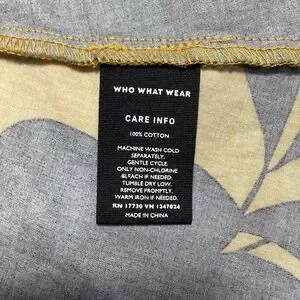 WHO WHAT WEAR
CARE INFO
100% COTTON
MACHINE WASH COLD
SEPARATELY.
GENTLE CYCLE.
ONLY NON-CHLORINE
BLEACH IF NEEDED.
TUMBLE DRY LOW.
REMOVE PROMPTLY.
WARM IRON IF NEEDED.
RN 17730 VN 1247024
MADE IN CHINA